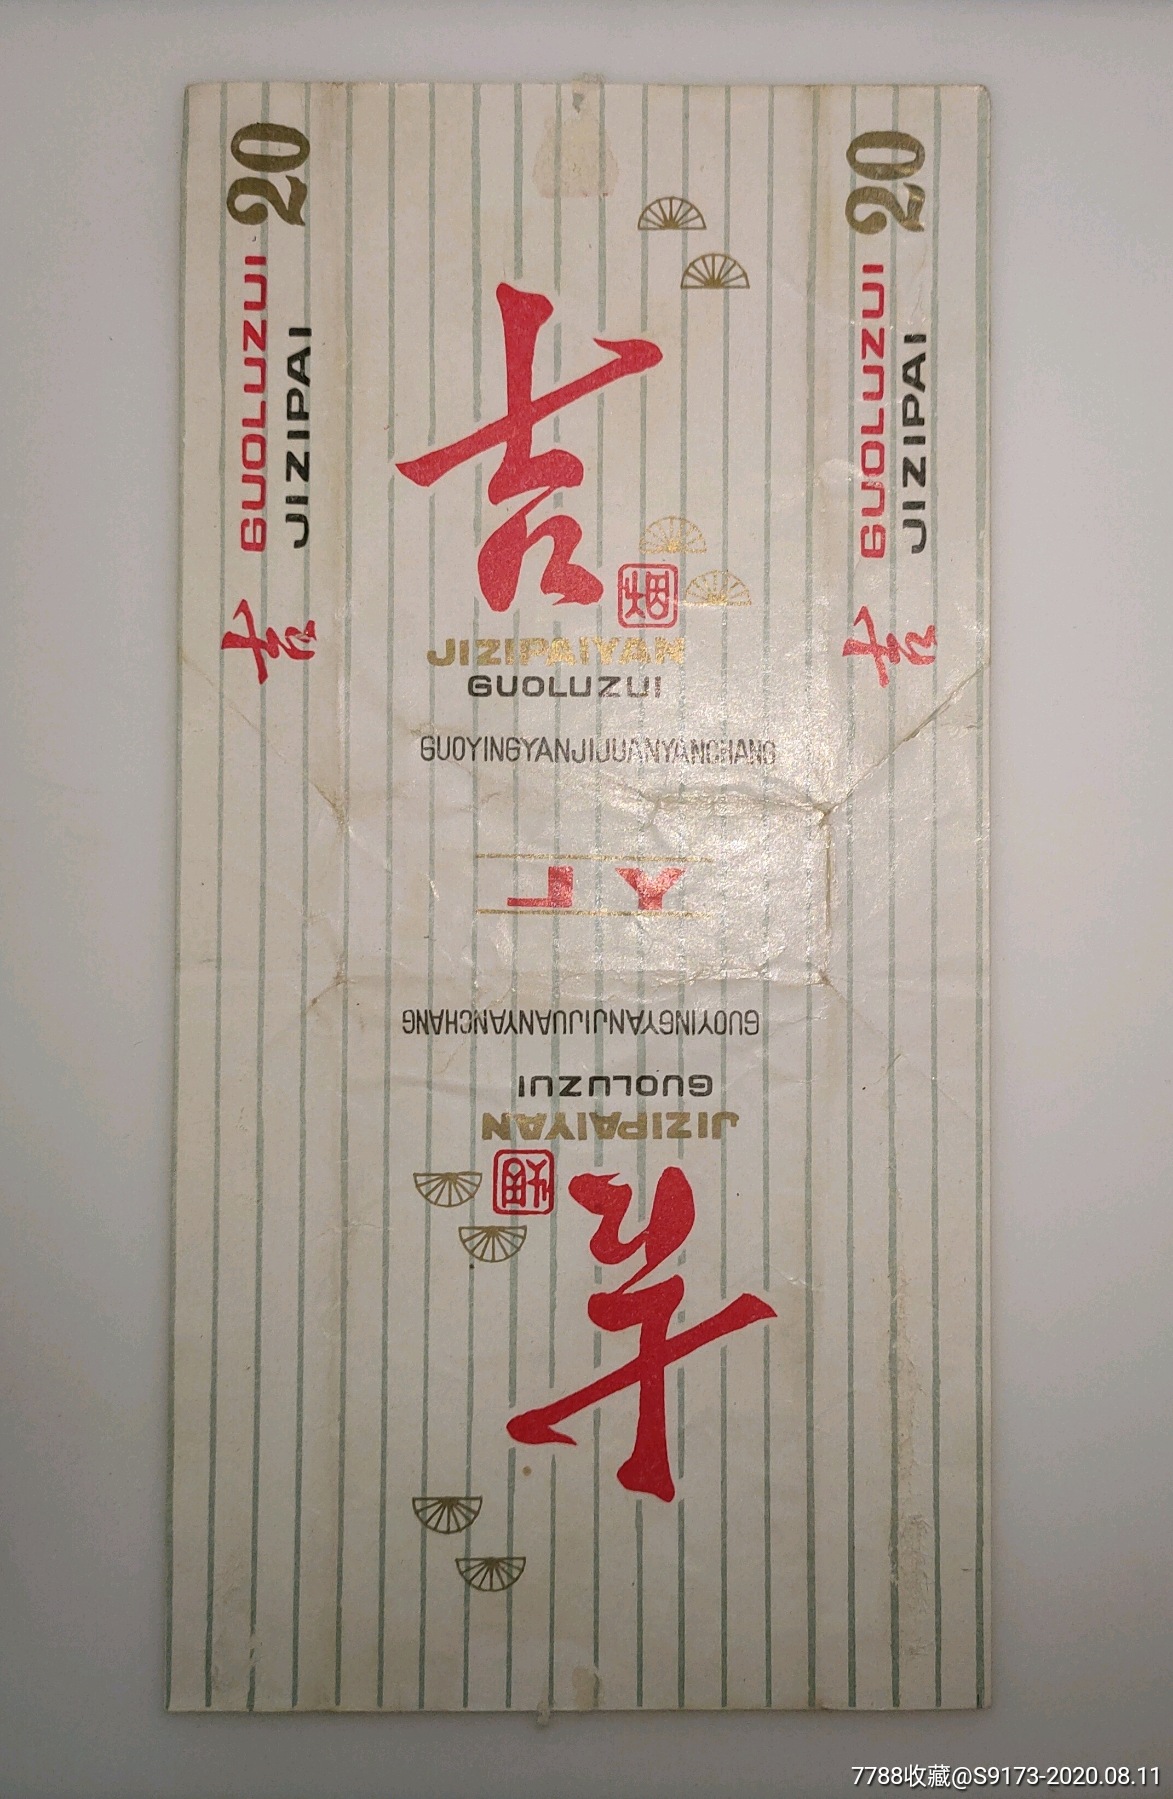 20
GUOLUZUI
JIZIPAI
吉
20
GUOLUZUI
JIZIPAI
吉
吉
烟
JIZIPAIYAN
GUOLUZUI
GUOYINGYANJIJUANYANCHANG
YL
GUOYINGYANJIJUANYANCHANG
GUOLUZUI
JIZIPAIYAN
烟
吉
7788收藏@S9173-2020.08.11